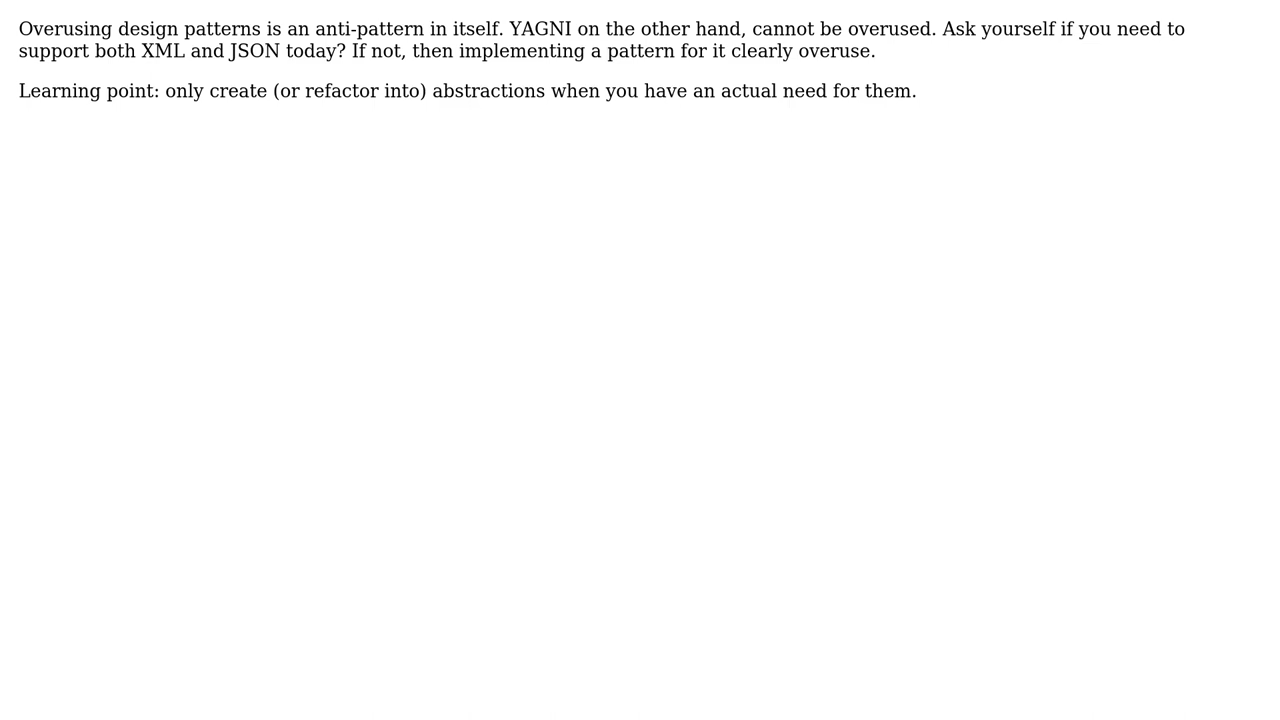 Overusing design patterns is an anti-pattern in itself. YAGNI on the other hand, cannot be overused. Ask yourself if you need to
support both XML and JSON today? If not, then implementing a pattern for it clearly overuse.
Learning point: only create (or refactor into) abstractions when you have an actual need for them.